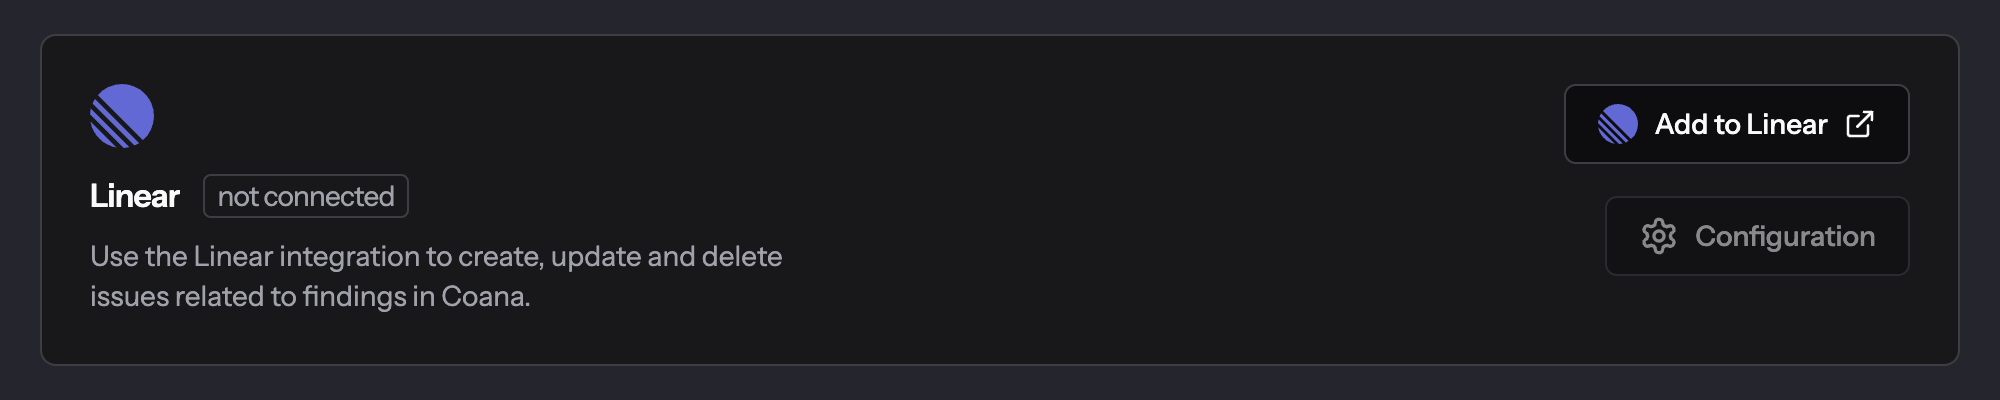 Linear not connected
Use the Linear integration to create, update and delete
issues related to findings in Coana.
Add to Linear
Configuration